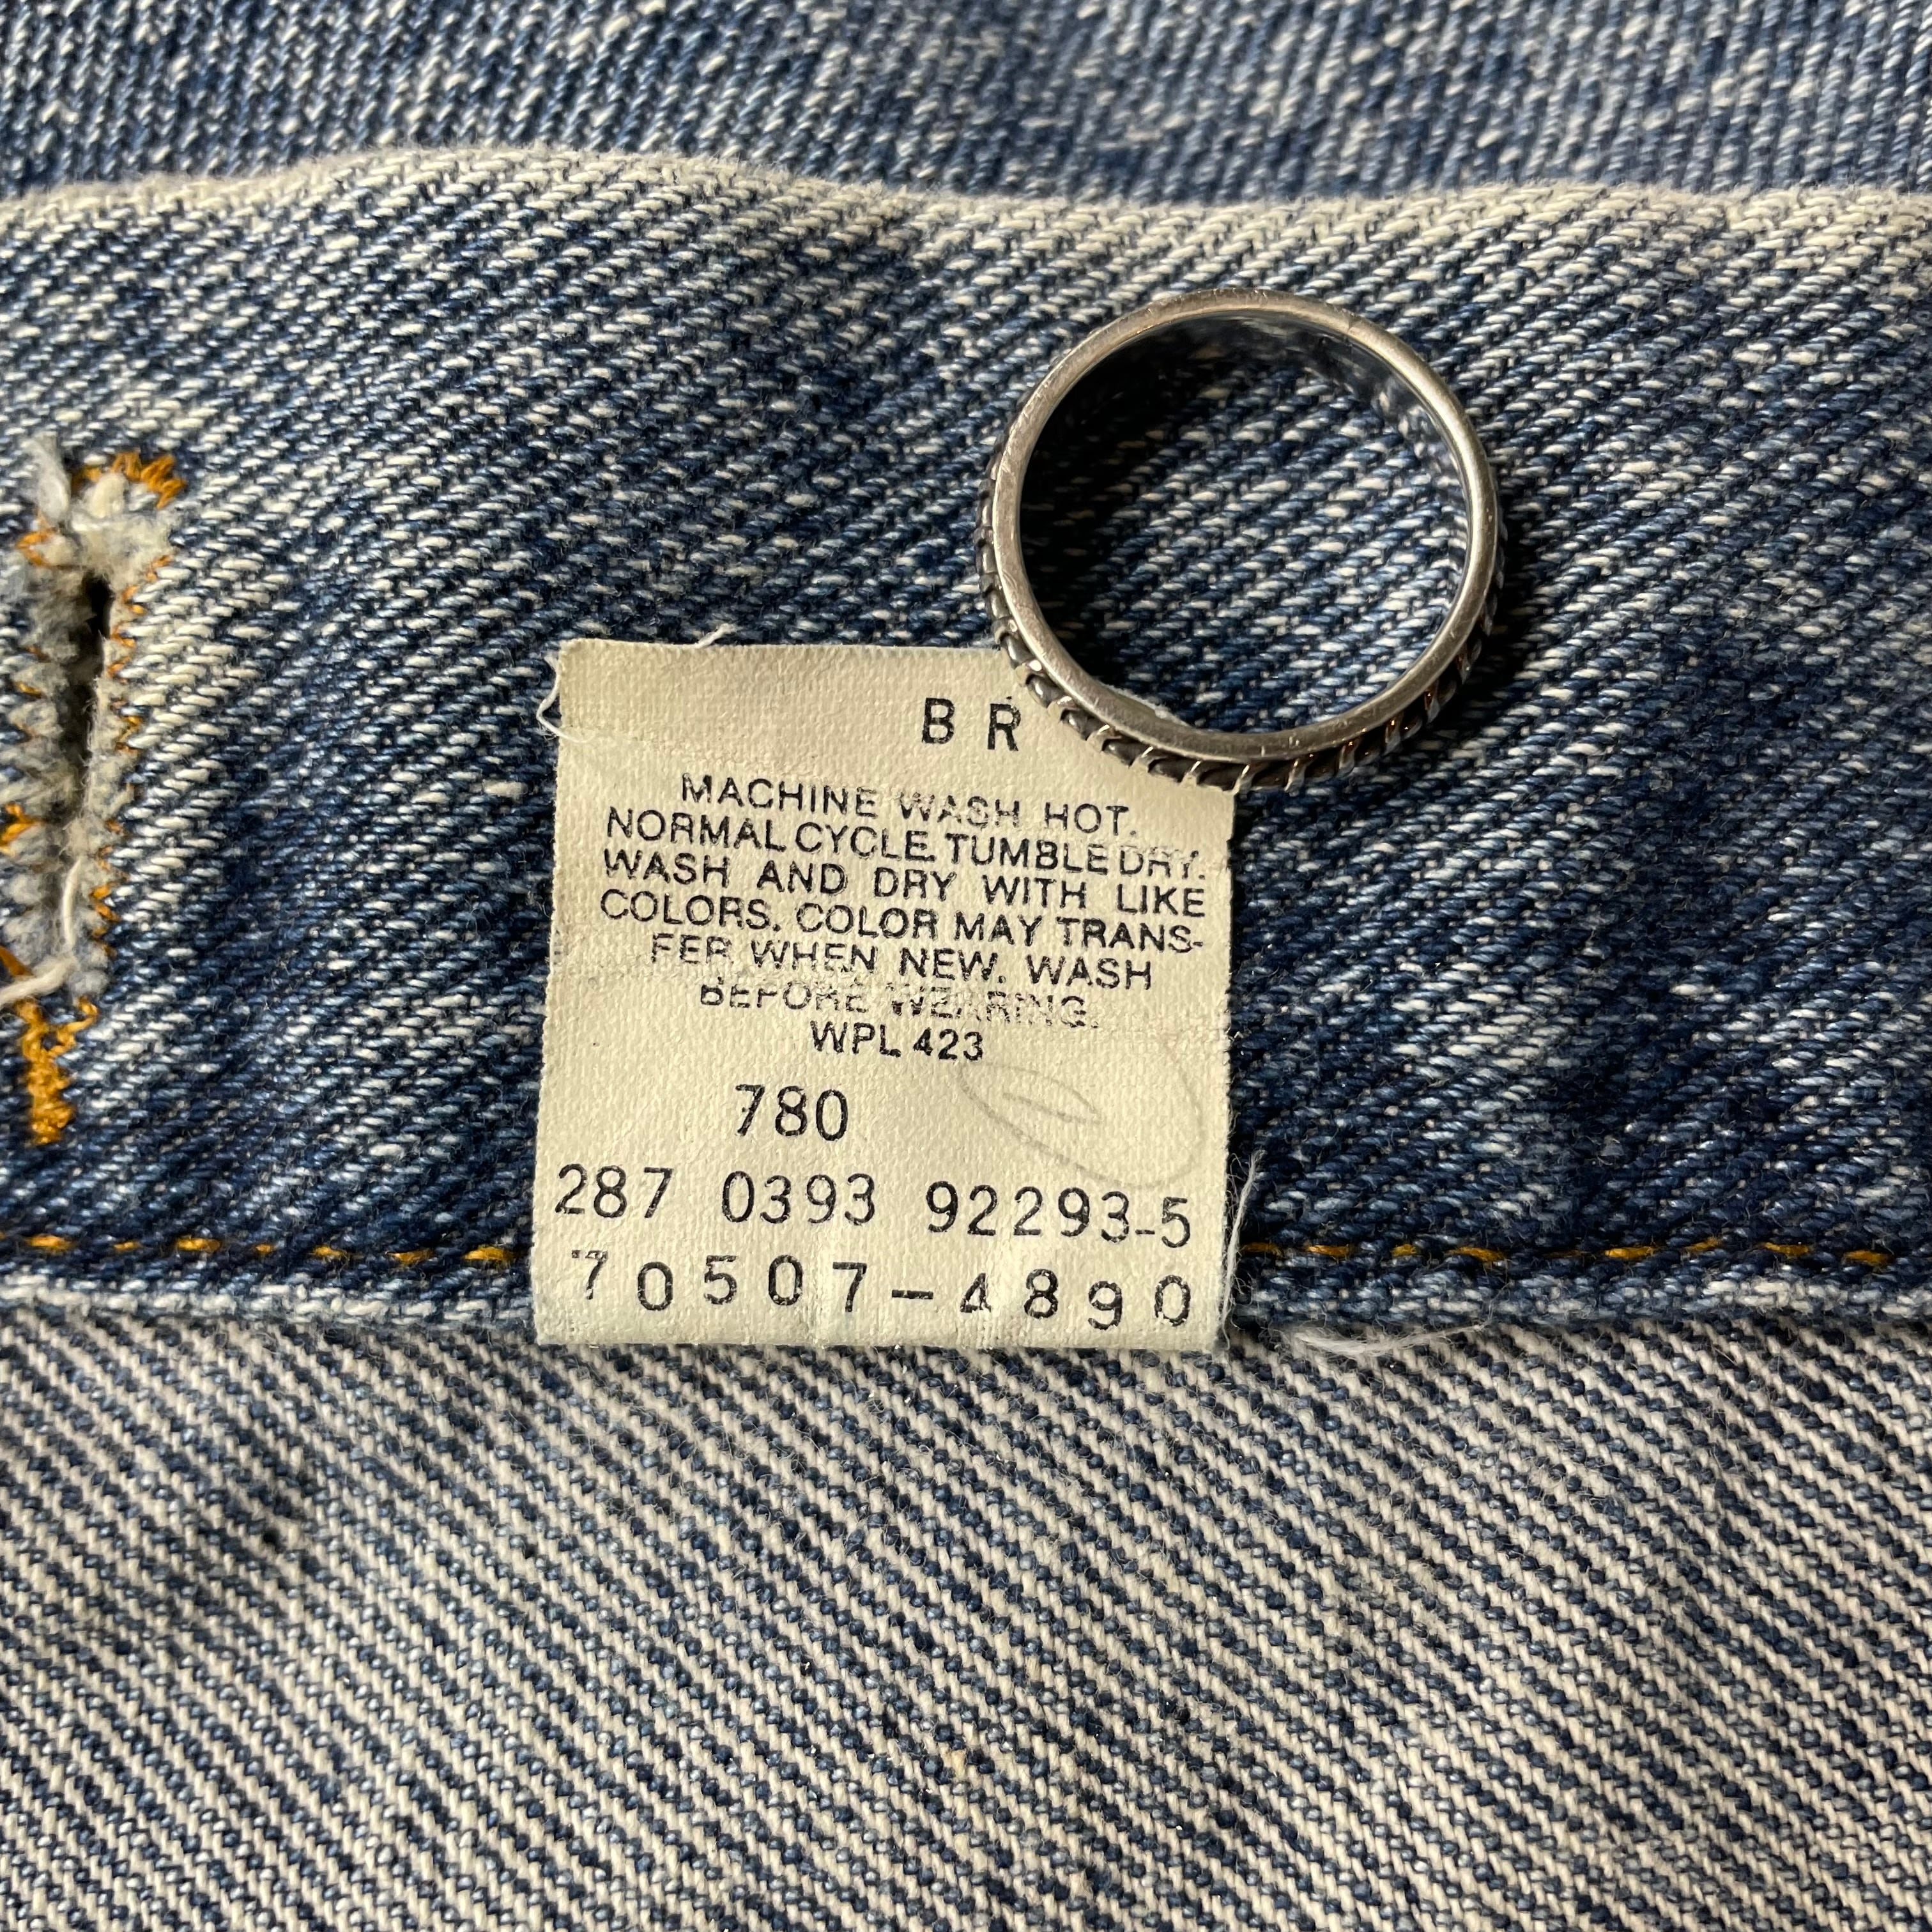 BR
MACHINE WASH HOT.
NORMAL CYCLE. TUMBLE DRY.
WASH AND DRY WITH LIKE
COLORS. COLOR MAY TRANS-
FER WHEN NEW. WASH
BEFORE WEARING.
WPL 423
780
287 0393 92293-5
70507-4890